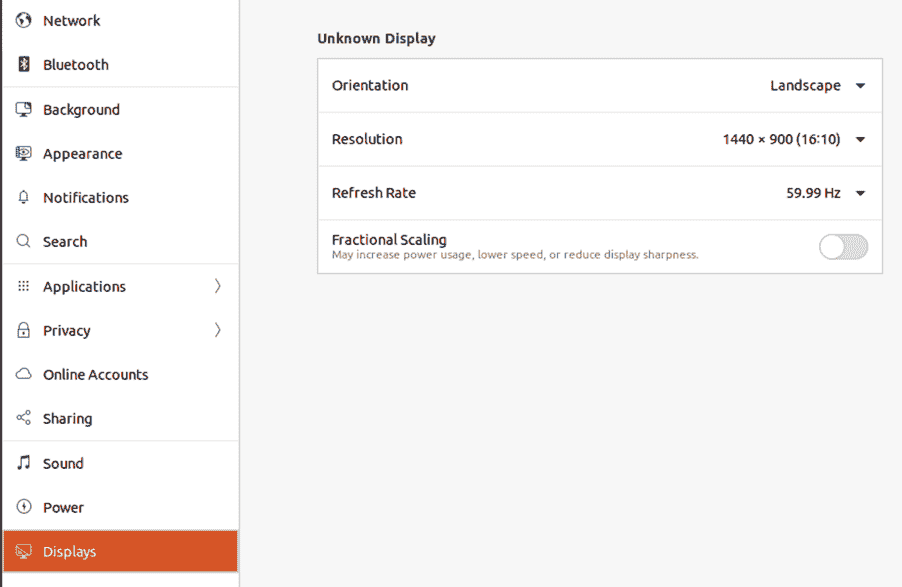 Network
Bluetooth
Background
Appearance
Notifications
Search
Applications
Privacy
Online Accounts
Sharing
Sound
Power
Displays
Unknown Display
Orientation Landscape
Resolution 1440 × 900 (16:10)
Refresh Rate 59.99 Hz
Fractional Scaling
May increase power usage, lower speed, or reduce display sharpness.